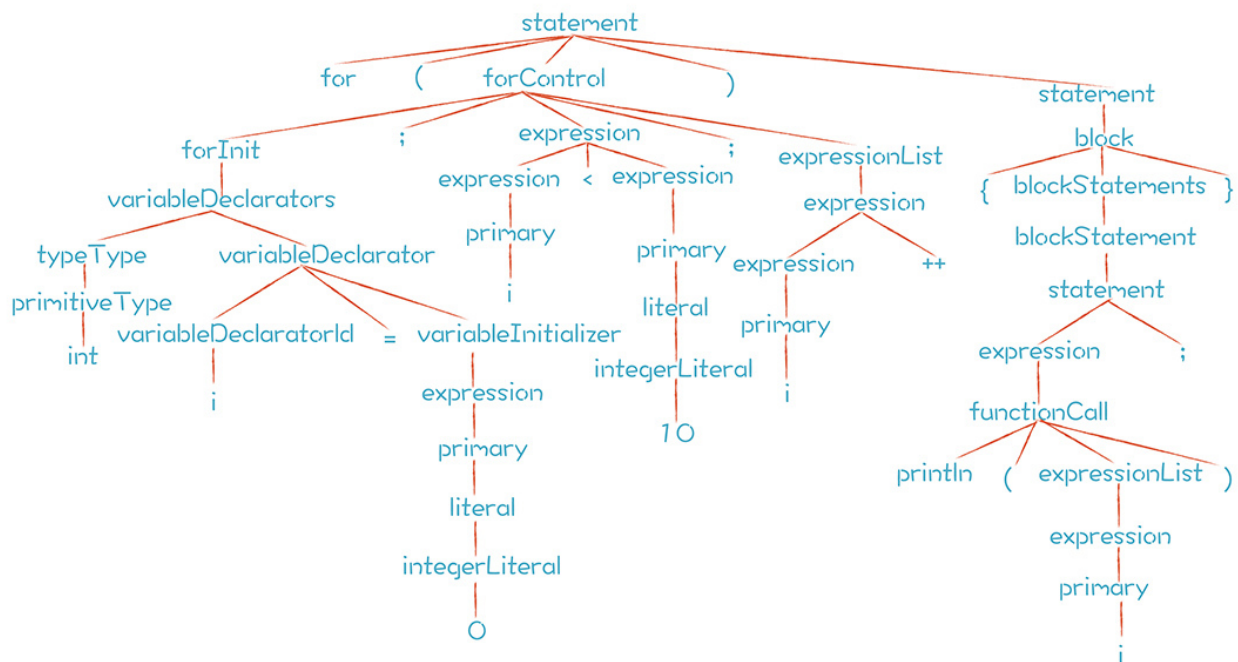 statement
for ( forControl )
statement
forInit ; expression ; expressionList
block
expression < expression
{ blockStatements }
variableDeclarators
expression
primary
blockStatement
typeType variableDeclarator
primary
expression ++
primitiveType
i
literal
statement
variableDeclaratorId = variableInitializer
primary
int
integerLiteral
expression ;
i
expression
i
functionCall
10
primary
println ( expressionList )
literal
expression
integerLiteral
primary
0
i